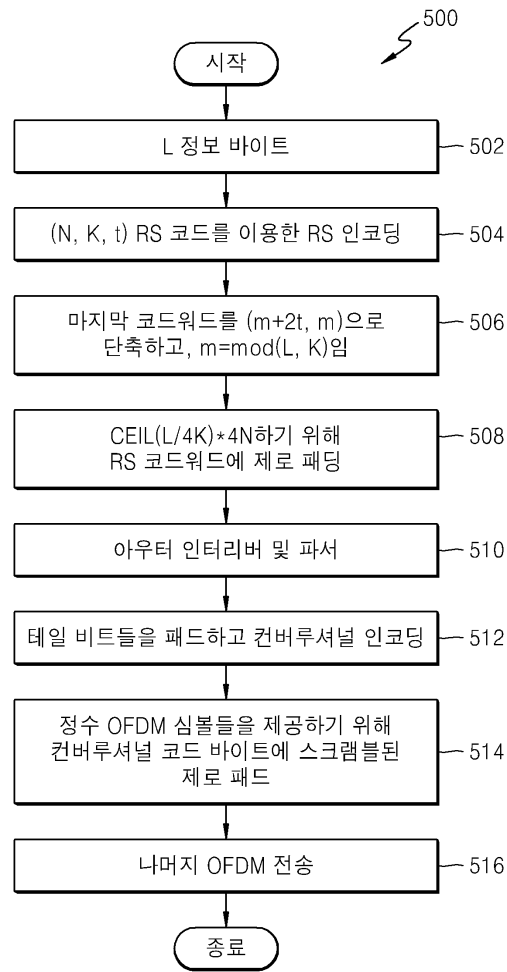 500
시작
L 정보 바이트
502
(N, K, t) RS 코드를 이용한 RS 인코딩
504
마지막 코드워드를 (m+2t, m)으로
단축하고, m=mod(L, K)임
506
CEIL(L/4K)*4N하기 위해
RS 코드워드에 제로 패딩
508
아우터 인터리버 및 파서
510
테일 비트들을 패드하고 컨버루셔널 인코딩
512
정수 OFDM 심볼들을 제공하기 위해
컨버루셔널 코드 바이트에 스크램블된
제로 패드
514
나머지 OFDM 전송
516
종료